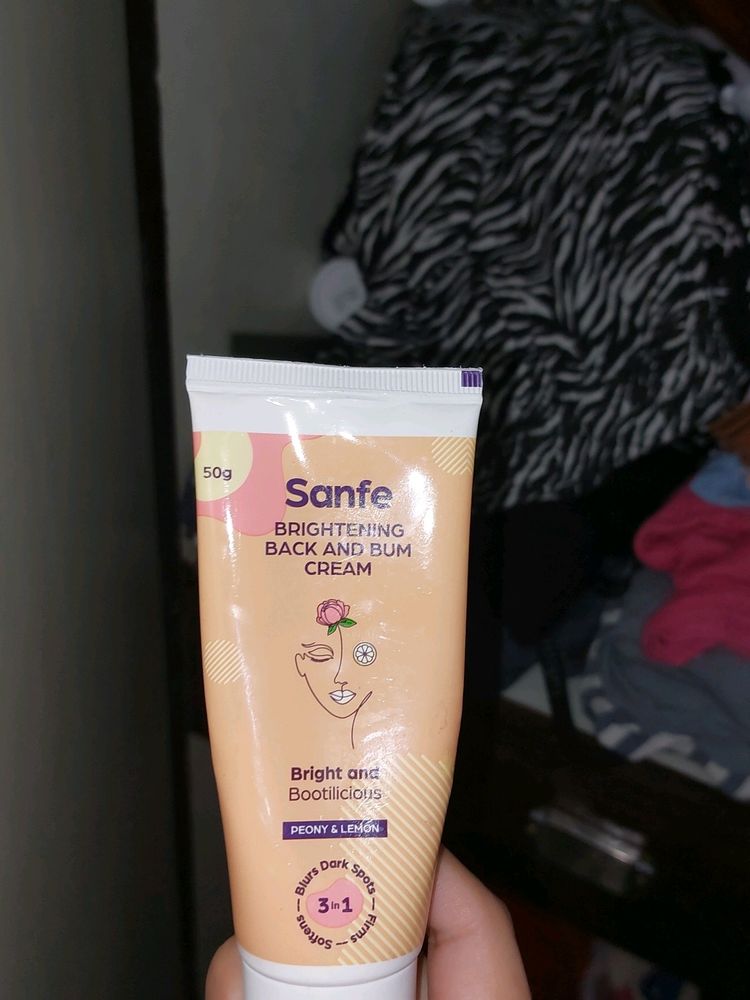 50g
Sanfe
BRIGHTENING
BACK AND BUM
CREAM
Bright and
Bootilicious
PEONY & LEMON
Blurs Dark Spots — Firms — Softens —
3 in 1